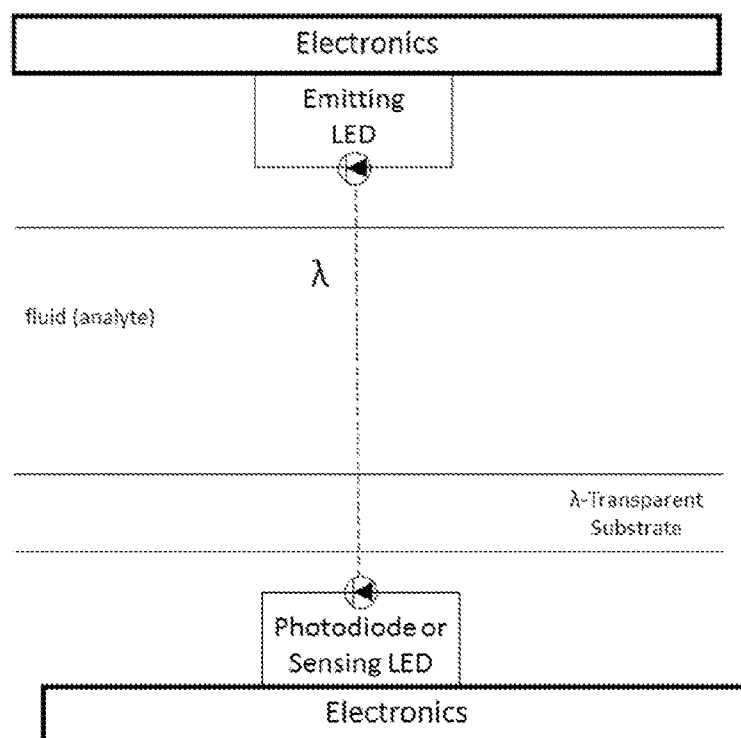 Electronics
Emitting
LED
λ
fluid (analyte)
λ-Transparent
Substrate
Photodiode or
Sensing LED
Electronics